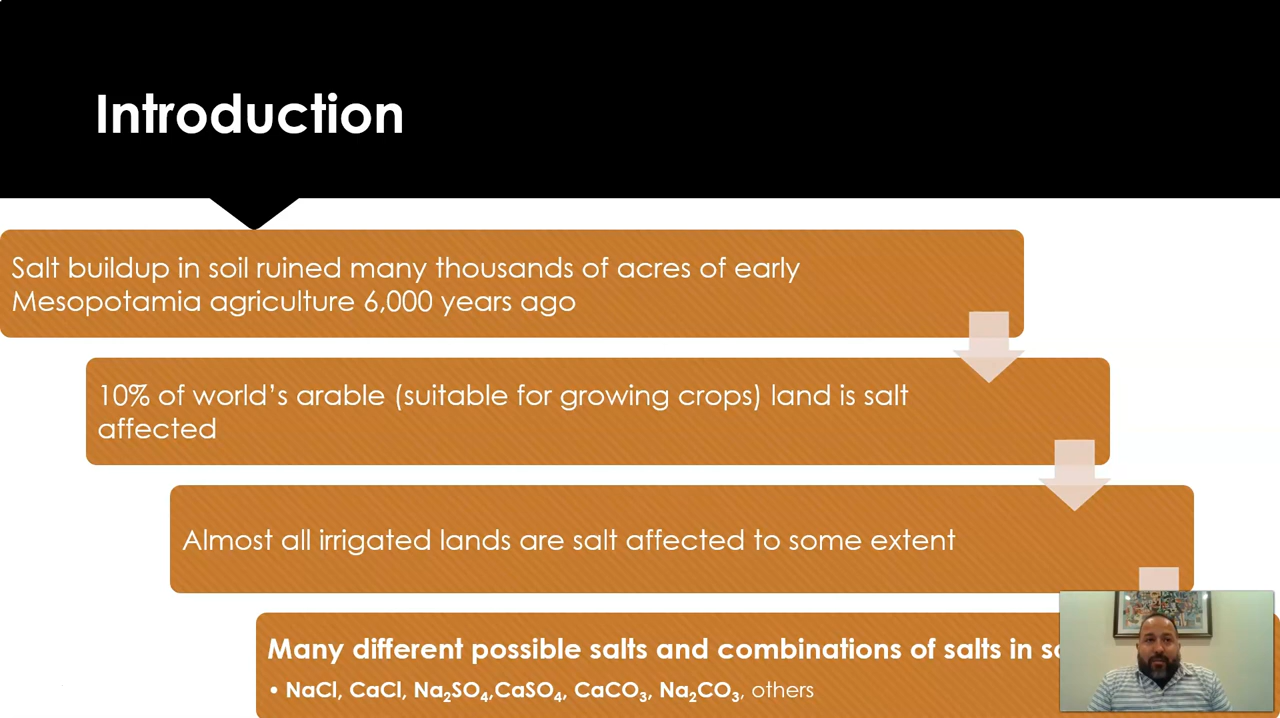 Introduction
Salt buildup in soil ruined many thousands of acres of early
Mesopotamia agriculture 6,000 years ago
10% of world’s arable (suitable for growing crops) land is salt
affected
Almost all irrigated lands are salt affected to some extent
Many different possible salts and combinations of salts in
• NaCl, CaCl, Na₂SO₄,CaSO₄, CaCO₃, Na₂CO₃, others